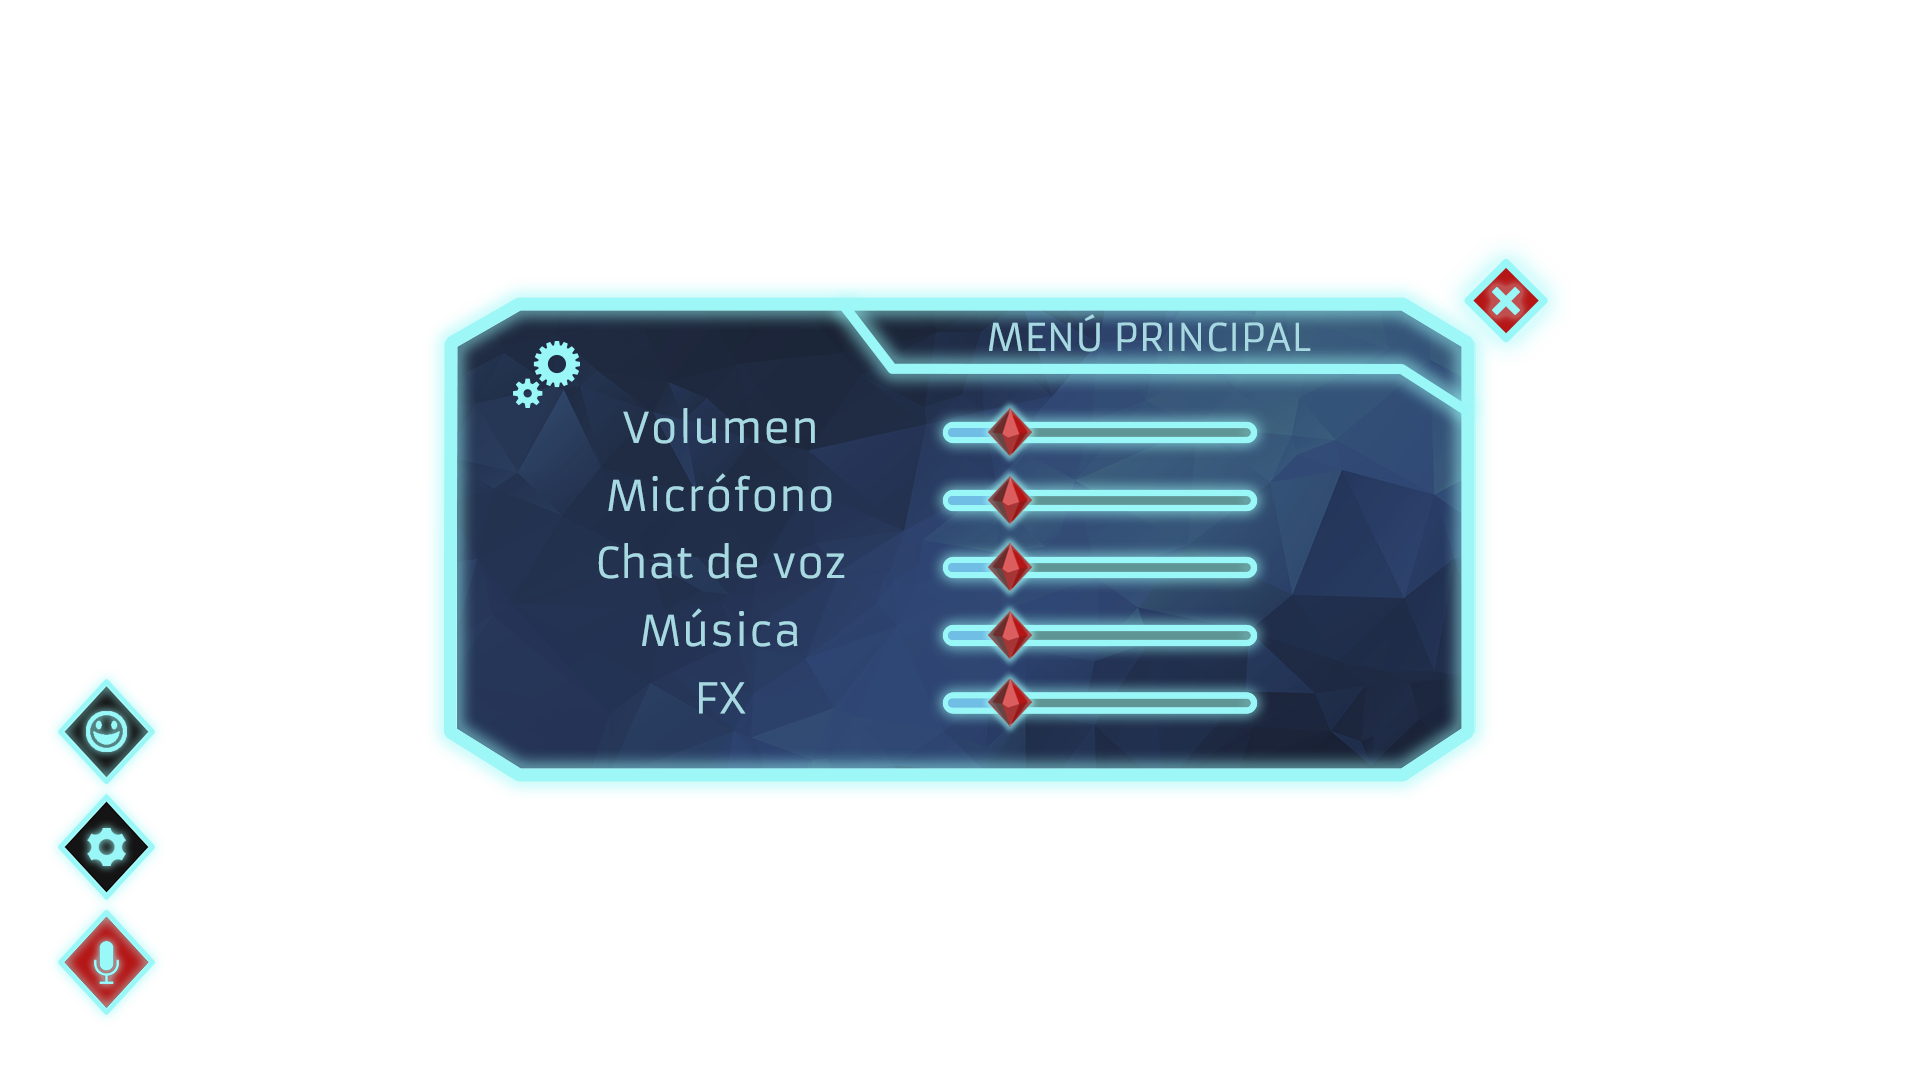 MENÚ PRINCIPAL
Volumen
Micrófono
Chat de voz
Música
FX